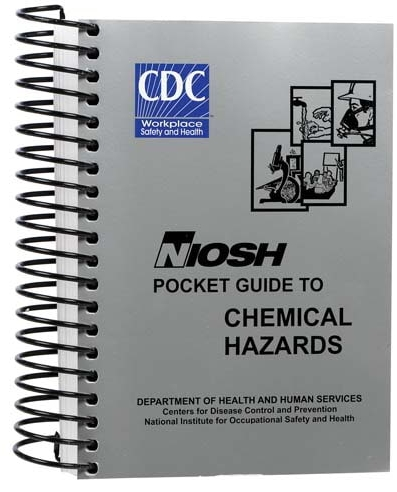 CDC
Workplace
Safety and Health
NIOSH
POCKET GUIDE TO
CHEMICAL
HAZARDS
DEPARTMENT OF HEALTH AND HUMAN SERVICES
Centers for Disease Control and Prevention
National Institute for Occupational Safety and Health